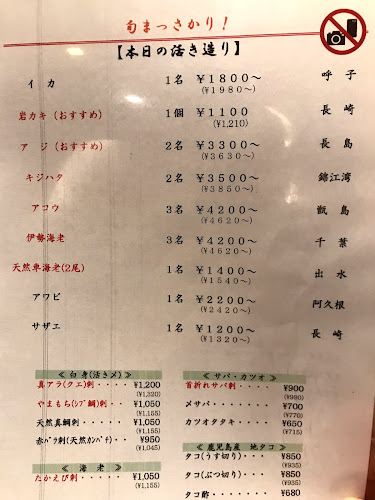 旬まっさかり！
【本日の活き造り】
イカ 1名 ￥1800～ 呼子
(￥1980～)
岩カキ(おすすめ) 1個 ￥1100 長崎
(￥1,210)
アジ(おすすめ) 2名 ￥3300～ 長島
(￥3630～)
キジハタ 2名 ￥3500～ 錦江湾
(￥3850～)
アコウ 3名 ￥4200～ 甑島
(￥4620～)
伊勢海老 3名 ￥4200～ 千葉
(￥4620～)
天然車海老(2尾) 1名 ￥1400～ 出水
(￥1540～)
アワビ 1名 ￥2200～ 阿久根
(￥2420～)
サザエ 1名 ￥1200～ 長崎
(￥1320～)
≪ 白身(活き〆) ≫
真アラ(クエ)刺・・・・ ￥1,200
(￥1,320)
やまもち(ｼﾌﾞ鯛)刺・・ ￥1,050
(￥1,155)
天然真鯛刺・・・・・ ￥1,050
(￥1,155)
赤ﾊﾞﾗ刺(天然ｶﾝﾊﾟﾁ)・・ ￥950
(￥1,045)
≪ 海老 ≫
たかえび刺・・・・・ ￥1,050
(￥1,155)
≪ サバ・カツオ ≫
首折れサバ刺・・・・ ￥900
(￥990)
〆サバ・・・・・・・ ￥700
(￥770)
カツオタタキ・・・・ ￥650
(￥715)
≪ 鹿児島産 地タコ ≫
タコ(うす切り)・・・ ￥850
(￥935)
タコ(ぶつ切り)・・・ ￥850
(￥935)
タコ酢・・・・・・・ ￥680